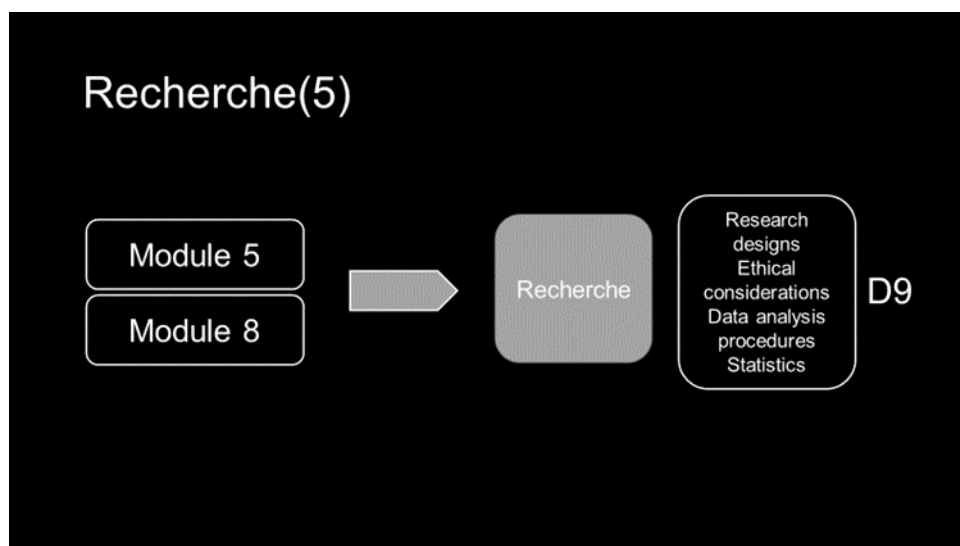 Recherche(5)
Module 5
Module 8
Recherche
Research
designs
Ethical
considerations
Data analysis
procedures
Statistics
D9